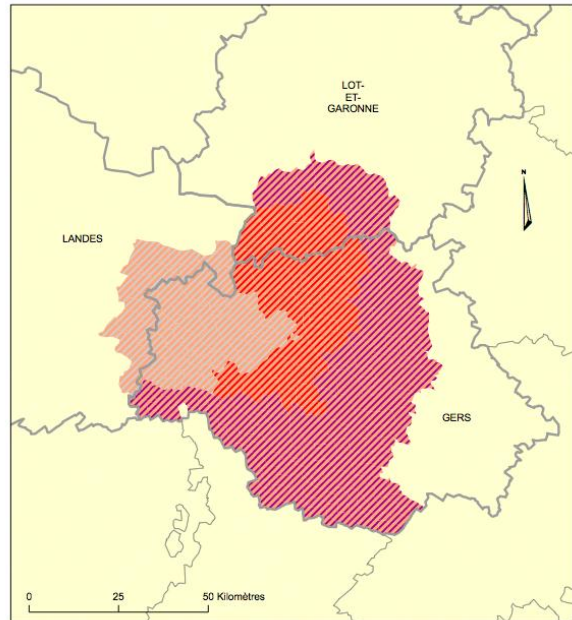 LOT-
ET-
GARONNE
N
LANDES
GERS
0 25 50 Kilomètres